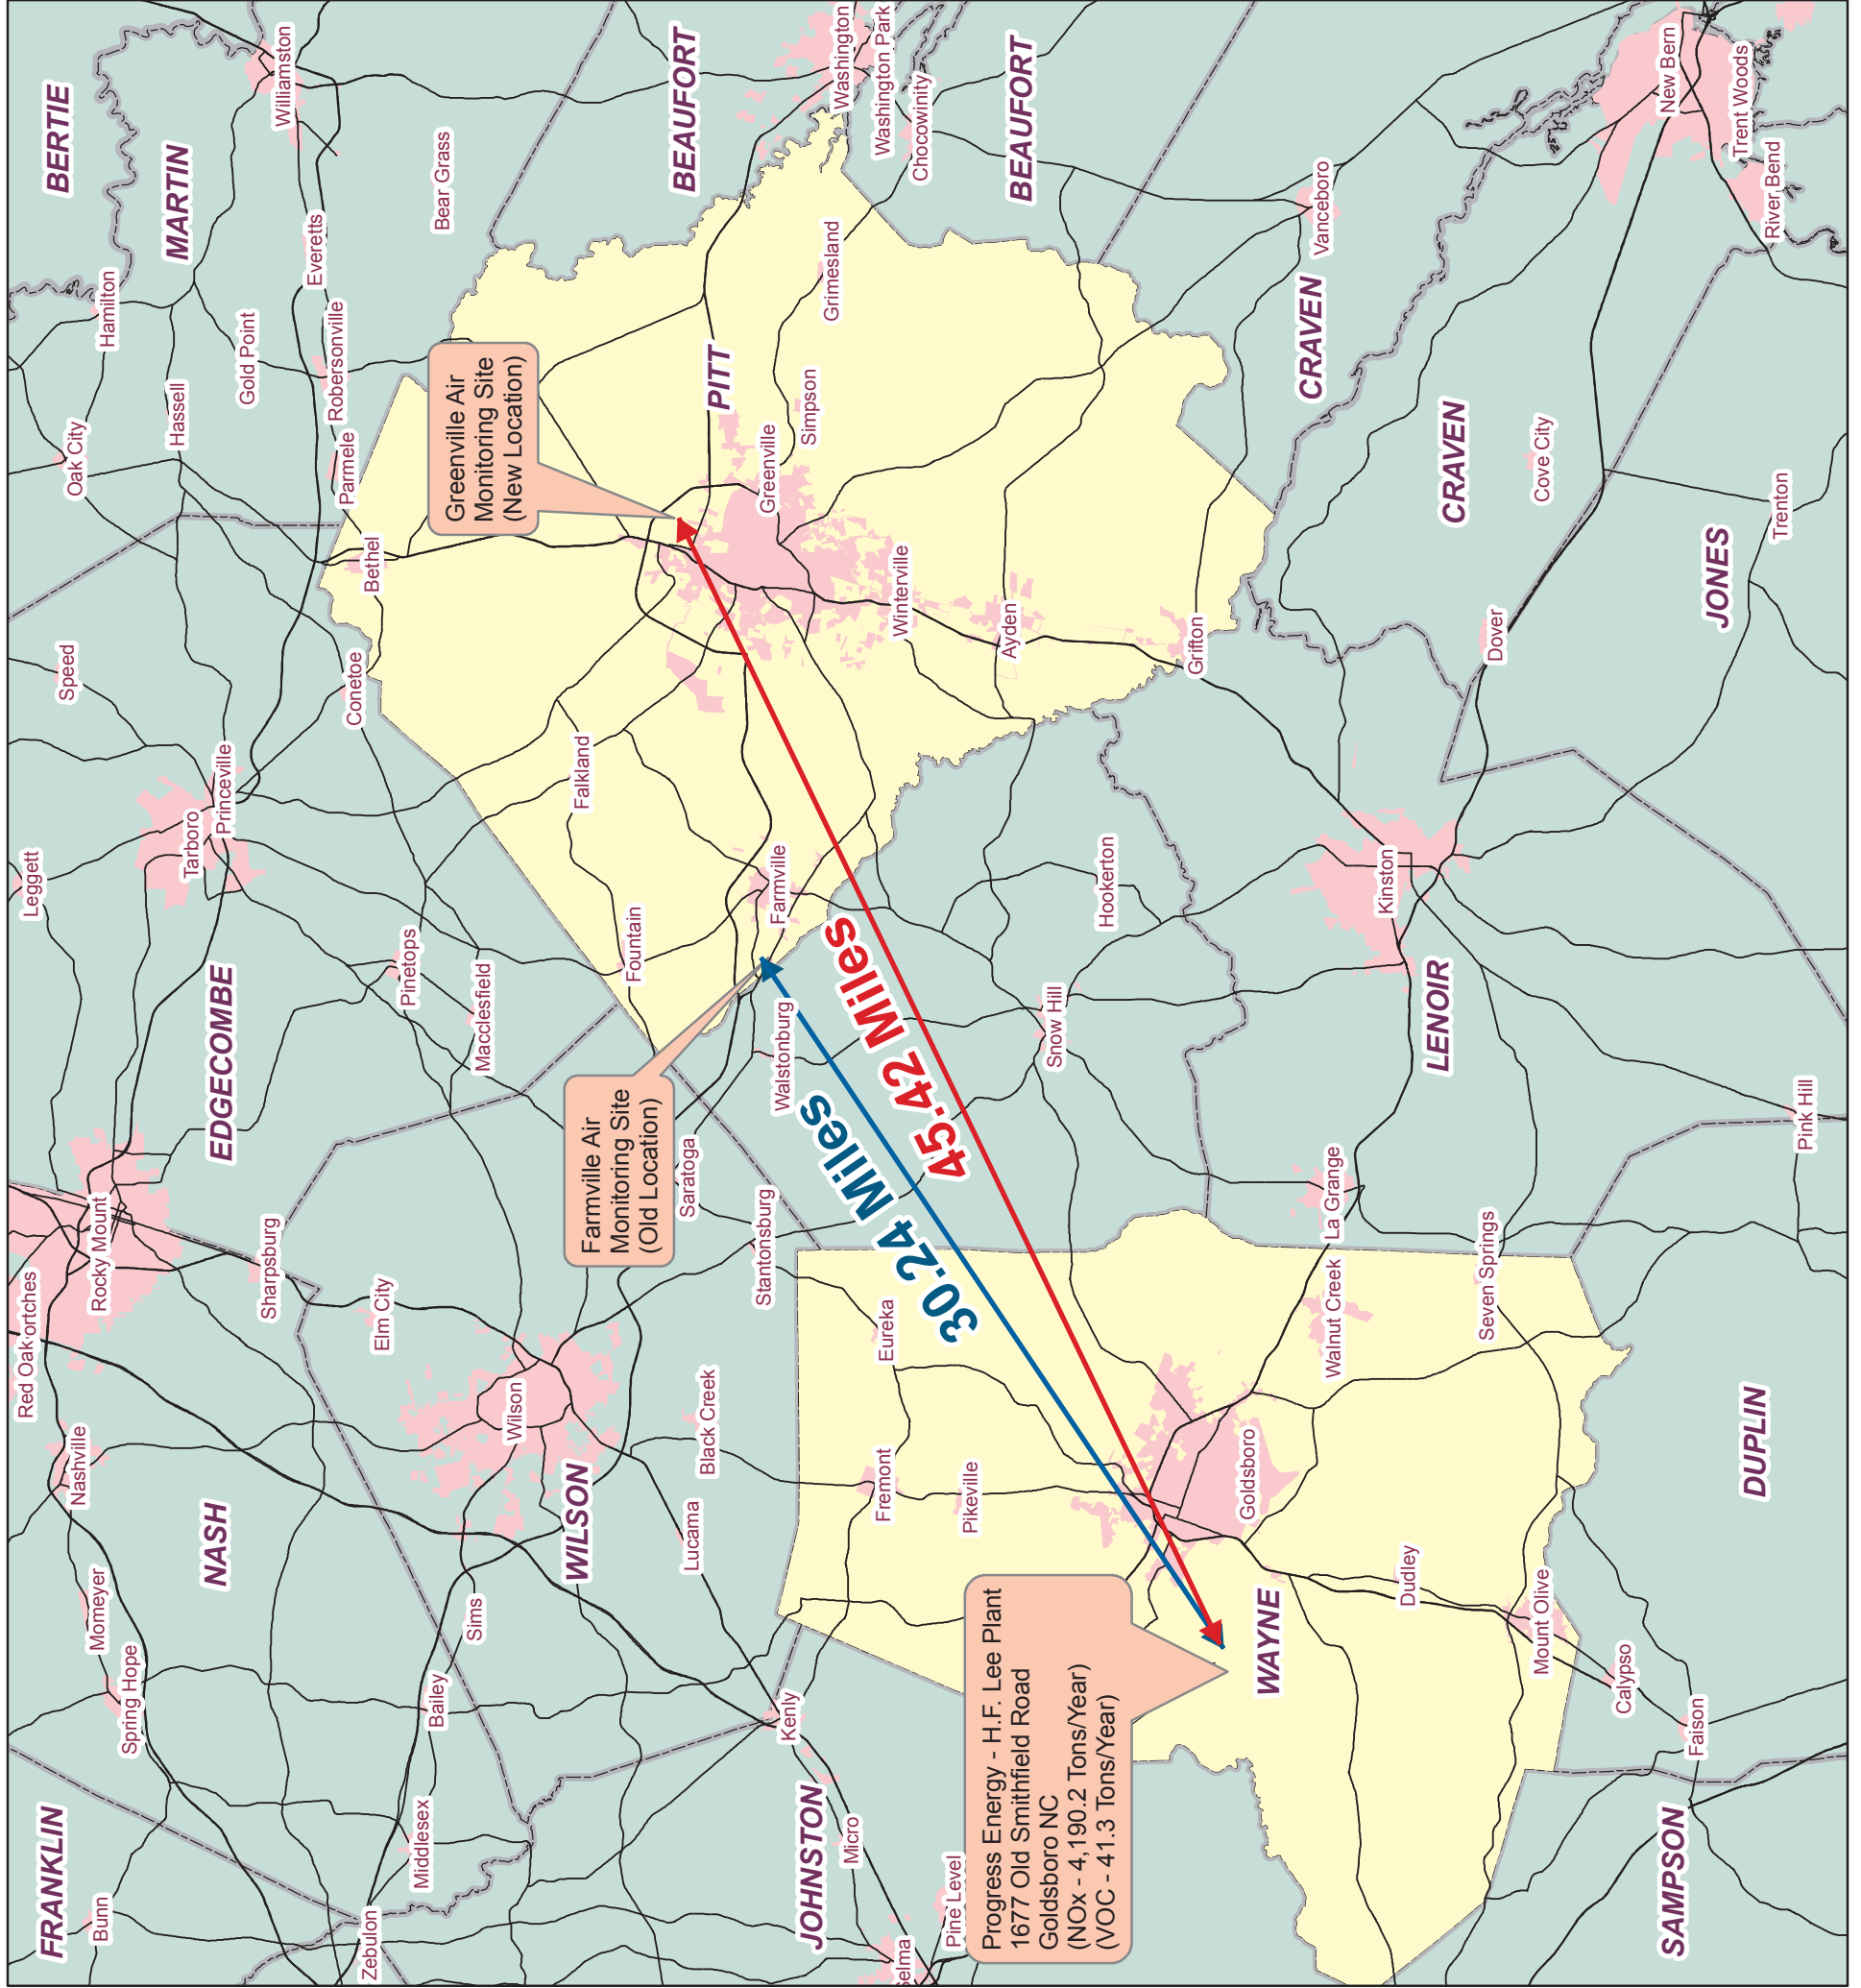 FRANKLIN
Bunn
Spring Hope
Momeyer
Nashville
Red Oak
ortches
Rocky Mount
Leggett
Speed
Oak City
Hamilton
BERTIE
NASH
Sharpsburg
EDGECOMBE
Tarboro
Princeville
Hassell
Gold Point
MARTIN
Williamston
Everetts
Robersonville
Parmele
Zebulon
Middlesex
Bailey
Sims
Elm City
Wilson
WILSON
Pinetops
Macclesfield
Conetoe
Bethel
Bear Grass
Greenville Air
Monitoring Site
(New Location)
Farmville Air
Monitoring Site
(Old Location)
Falkland
Fountain
Lucama
Black Creek
Saratoga
Stantonsburg
Walstonburg
Farmville
PITT
Greenville
Simpson
Grimesland
BEAUFORT
Washington
Washington Park
Chocowinity
JOHNSTON
Micro
Kenly
elma
Pine Level
Fremont
Pikeville
Eureka
30.24 Miles
45.42 Miles
Winterville
Ayden
BEAUFORT
Progress Energy - H.F. Lee Plant
1677 Old Smithfield Road
Goldsboro NC
(NOx - 4,190.2 Tons/Year)
(VOC - 41.3 Tons/Year)
Snow Hill
Hookerton
Grifton
WAYNE
Goldsboro
Walnut Creek
La Grange
Kinston
CRAVEN
Vanceboro
Dudley
LENOIR
CRAVEN
Seven Springs
Dover
Mount Olive
Cove City
Calypso
SAMPSON
Faison
DUPLIN
JONES
New Bern
Trent Woods
River Bend
Pink Hill
Trenton